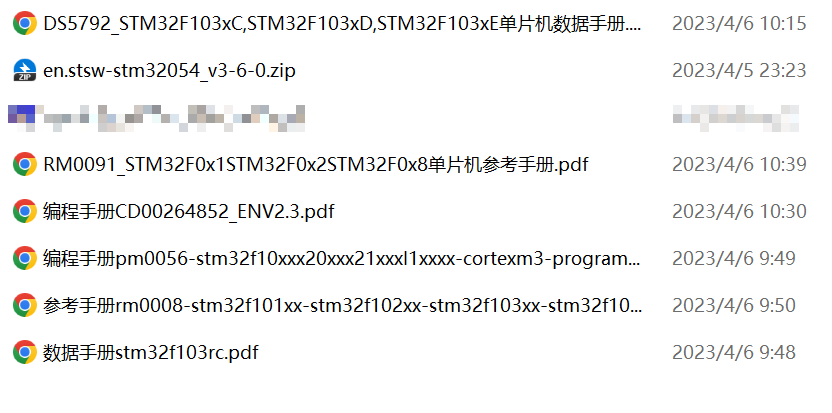 DS5792_STM32F103xC,STM32F103xD,STM32F103xE单片机数据手册.... 2023/4/6 10:15
ZIP en.stsw-stm32054_v3-6-0.zip 2023/4/5 23:23
RM0091_STM32F0x1STM32F0x2STM32F0x8单片机参考手册.pdf 2023/4/6 10:39
编程手册CD00264852_ENV2.3.pdf 2023/4/6 10:30
编程手册pm0056-stm32f10xxx20xxx21xxxl1xxxx-cortexm3-program... 2023/4/6 9:49
参考手册rm0008-stm32f101xx-stm32f102xx-stm32f103xx-stm32f10... 2023/4/6 9:50
数据手册stm32f103rc.pdf 2023/4/6 9:48